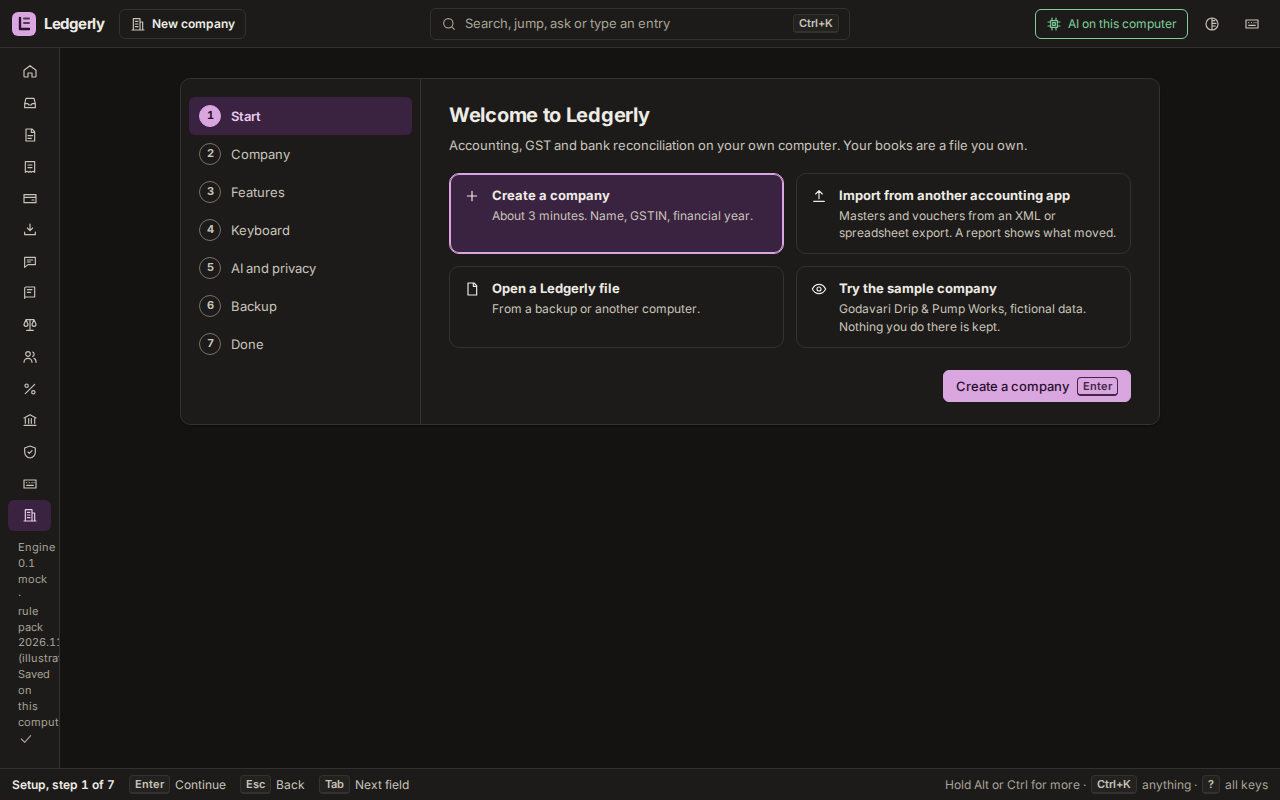 Ledgerly
New company
Search, jump, ask or type an entry
Ctrl+K
AI on this computer
1 Start
2 Company
3 Features
4 Keyboard
5 AI and privacy
6 Backup
7 Done
Welcome to Ledgerly
Accounting, GST and bank reconciliation on your own computer. Your books are a file you own.
Create a company
About 3 minutes. Name, GSTIN, financial year.
Import from another accounting app
Masters and vouchers from an XML or
spreadsheet export. A report shows what moved.
Open a Ledgerly file
From a backup or another computer.
Try the sample company
Godavari Drip & Pump Works, fictional data.
Nothing you do there is kept.
Create a company Enter
Engine
0.1
mock
·
rule
pack
2026.11
(illustra
Saved
on
this
comput
Setup, step 1 of 7
Enter Continue
Esc Back
Tab Next field
Hold Alt or Ctrl for more · Ctrl+K anything · ? all keys